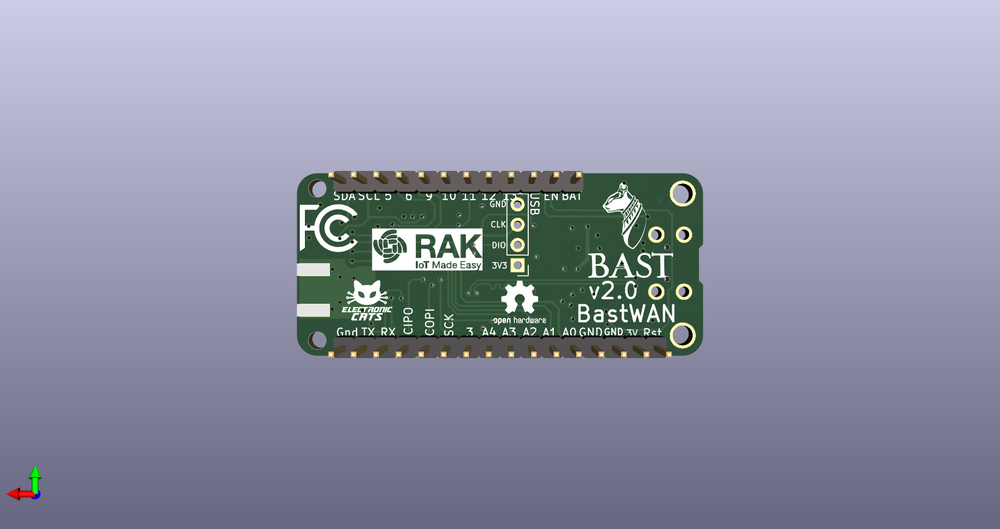 SDA SCL 5 6 9 10 11 12 13 USB EN BAT
GND
CLK
DIO
3V3
FC
RAK
IoT Made Easy
ELECTRONIC
CATS
open hardware
BAST
v2.0
BastWAN
Gnd TX RX CIPO COPI SCK 3 A4 A3 A2 A1 A0 GND GND 3V Rst